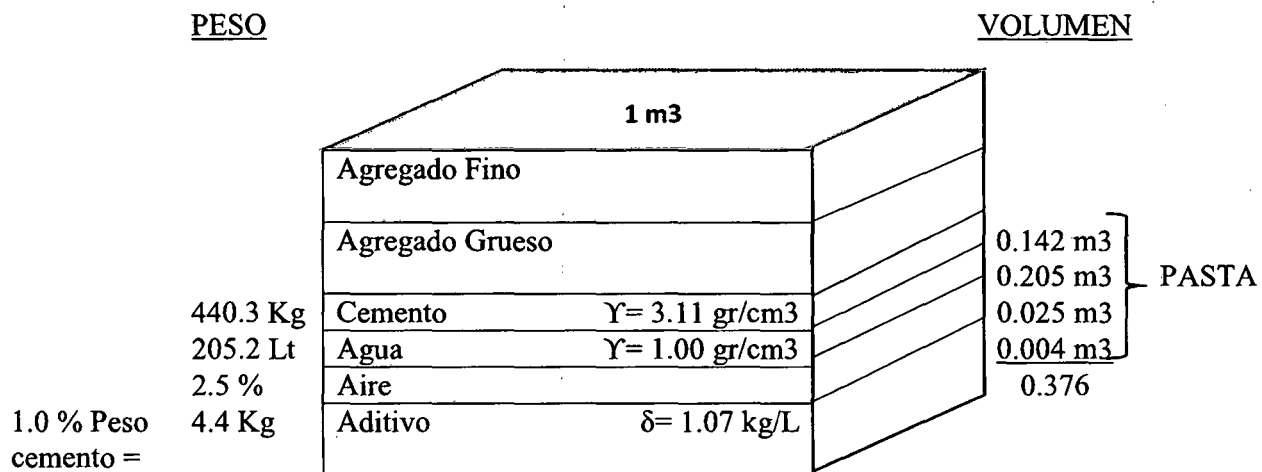 PESO VOLUMEN
1 m3
Agregado Fino
Agregado Grueso 0.142 m3
0.205 m3 PASTA
440.3 Kg Cemento ϒ= 3.11 gr/cm3 0.025 m3
205.2 Lt Agua ϒ= 1.00 gr/cm3 0.004 m3
2.5 % Aire 0.376
1.0 % Peso 4.4 Kg Aditivo δ= 1.07 kg/L
cemento =